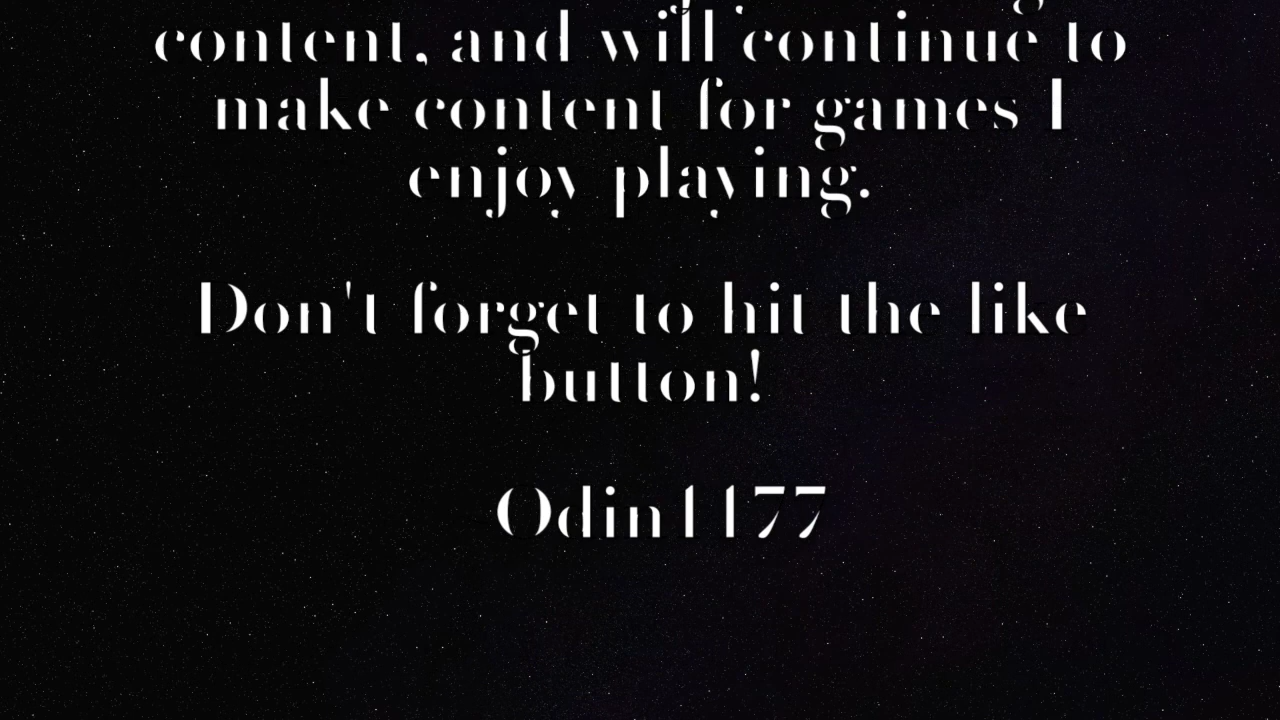 content, and will continue to
make content for games I
enjoy playing.
Don't forget to hit the like
button!
Odin1177